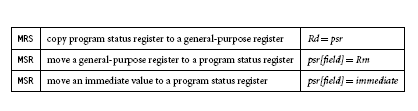 MRS copy program status register to a general-purpose register Rd = psr
MSR move a general-purpose register to a program status register psr[field] = Rm
MSR move an immediate value to a program status register psr[field] = immediate